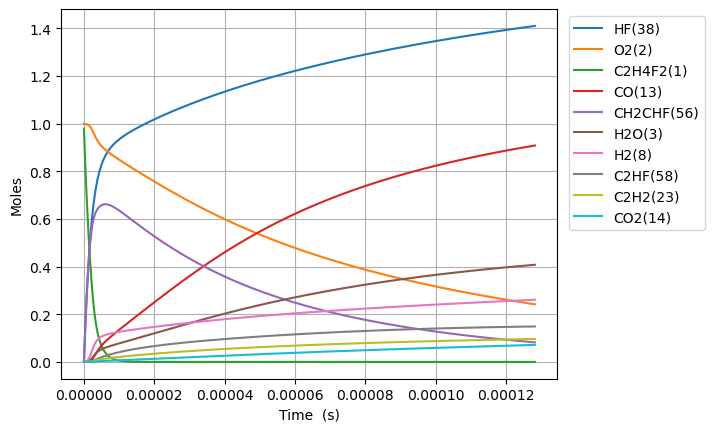 1.4
1.2
1.0
0.8
0.6
0.4
0.2
0.0
Moles
0.00000 0.00002 0.00004 0.00006 0.00008 0.00010 0.00012
Time (s)
HF(38)
O2(2)
C2H4F2(1)
CO(13)
CH2CHF(56)
H2O(3)
H2(8)
C2HF(58)
C2H2(23)
CO2(14)